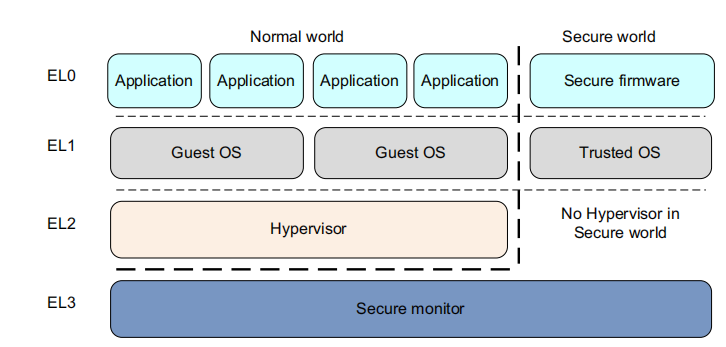 Normal world
Secure world
EL0
Application
Application
Application
Application
Secure firmware
EL1
Guest OS
Guest OS
Trusted OS
EL2
Hypervisor
No Hypervisor in
Secure world
EL3
Secure monitor